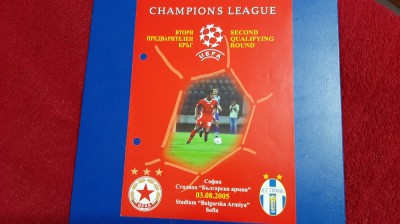 CHAMPIONS LEAGUE
ВТОРИ
ПРЕДВАРИТЕЛЕН
КРЪГ
SECOND
QUALIFYING
ROUND
UEFA
София
Стадион "Българска армия"
03.08.2005
Stadium "Bulgarska Armiya"
Sofia